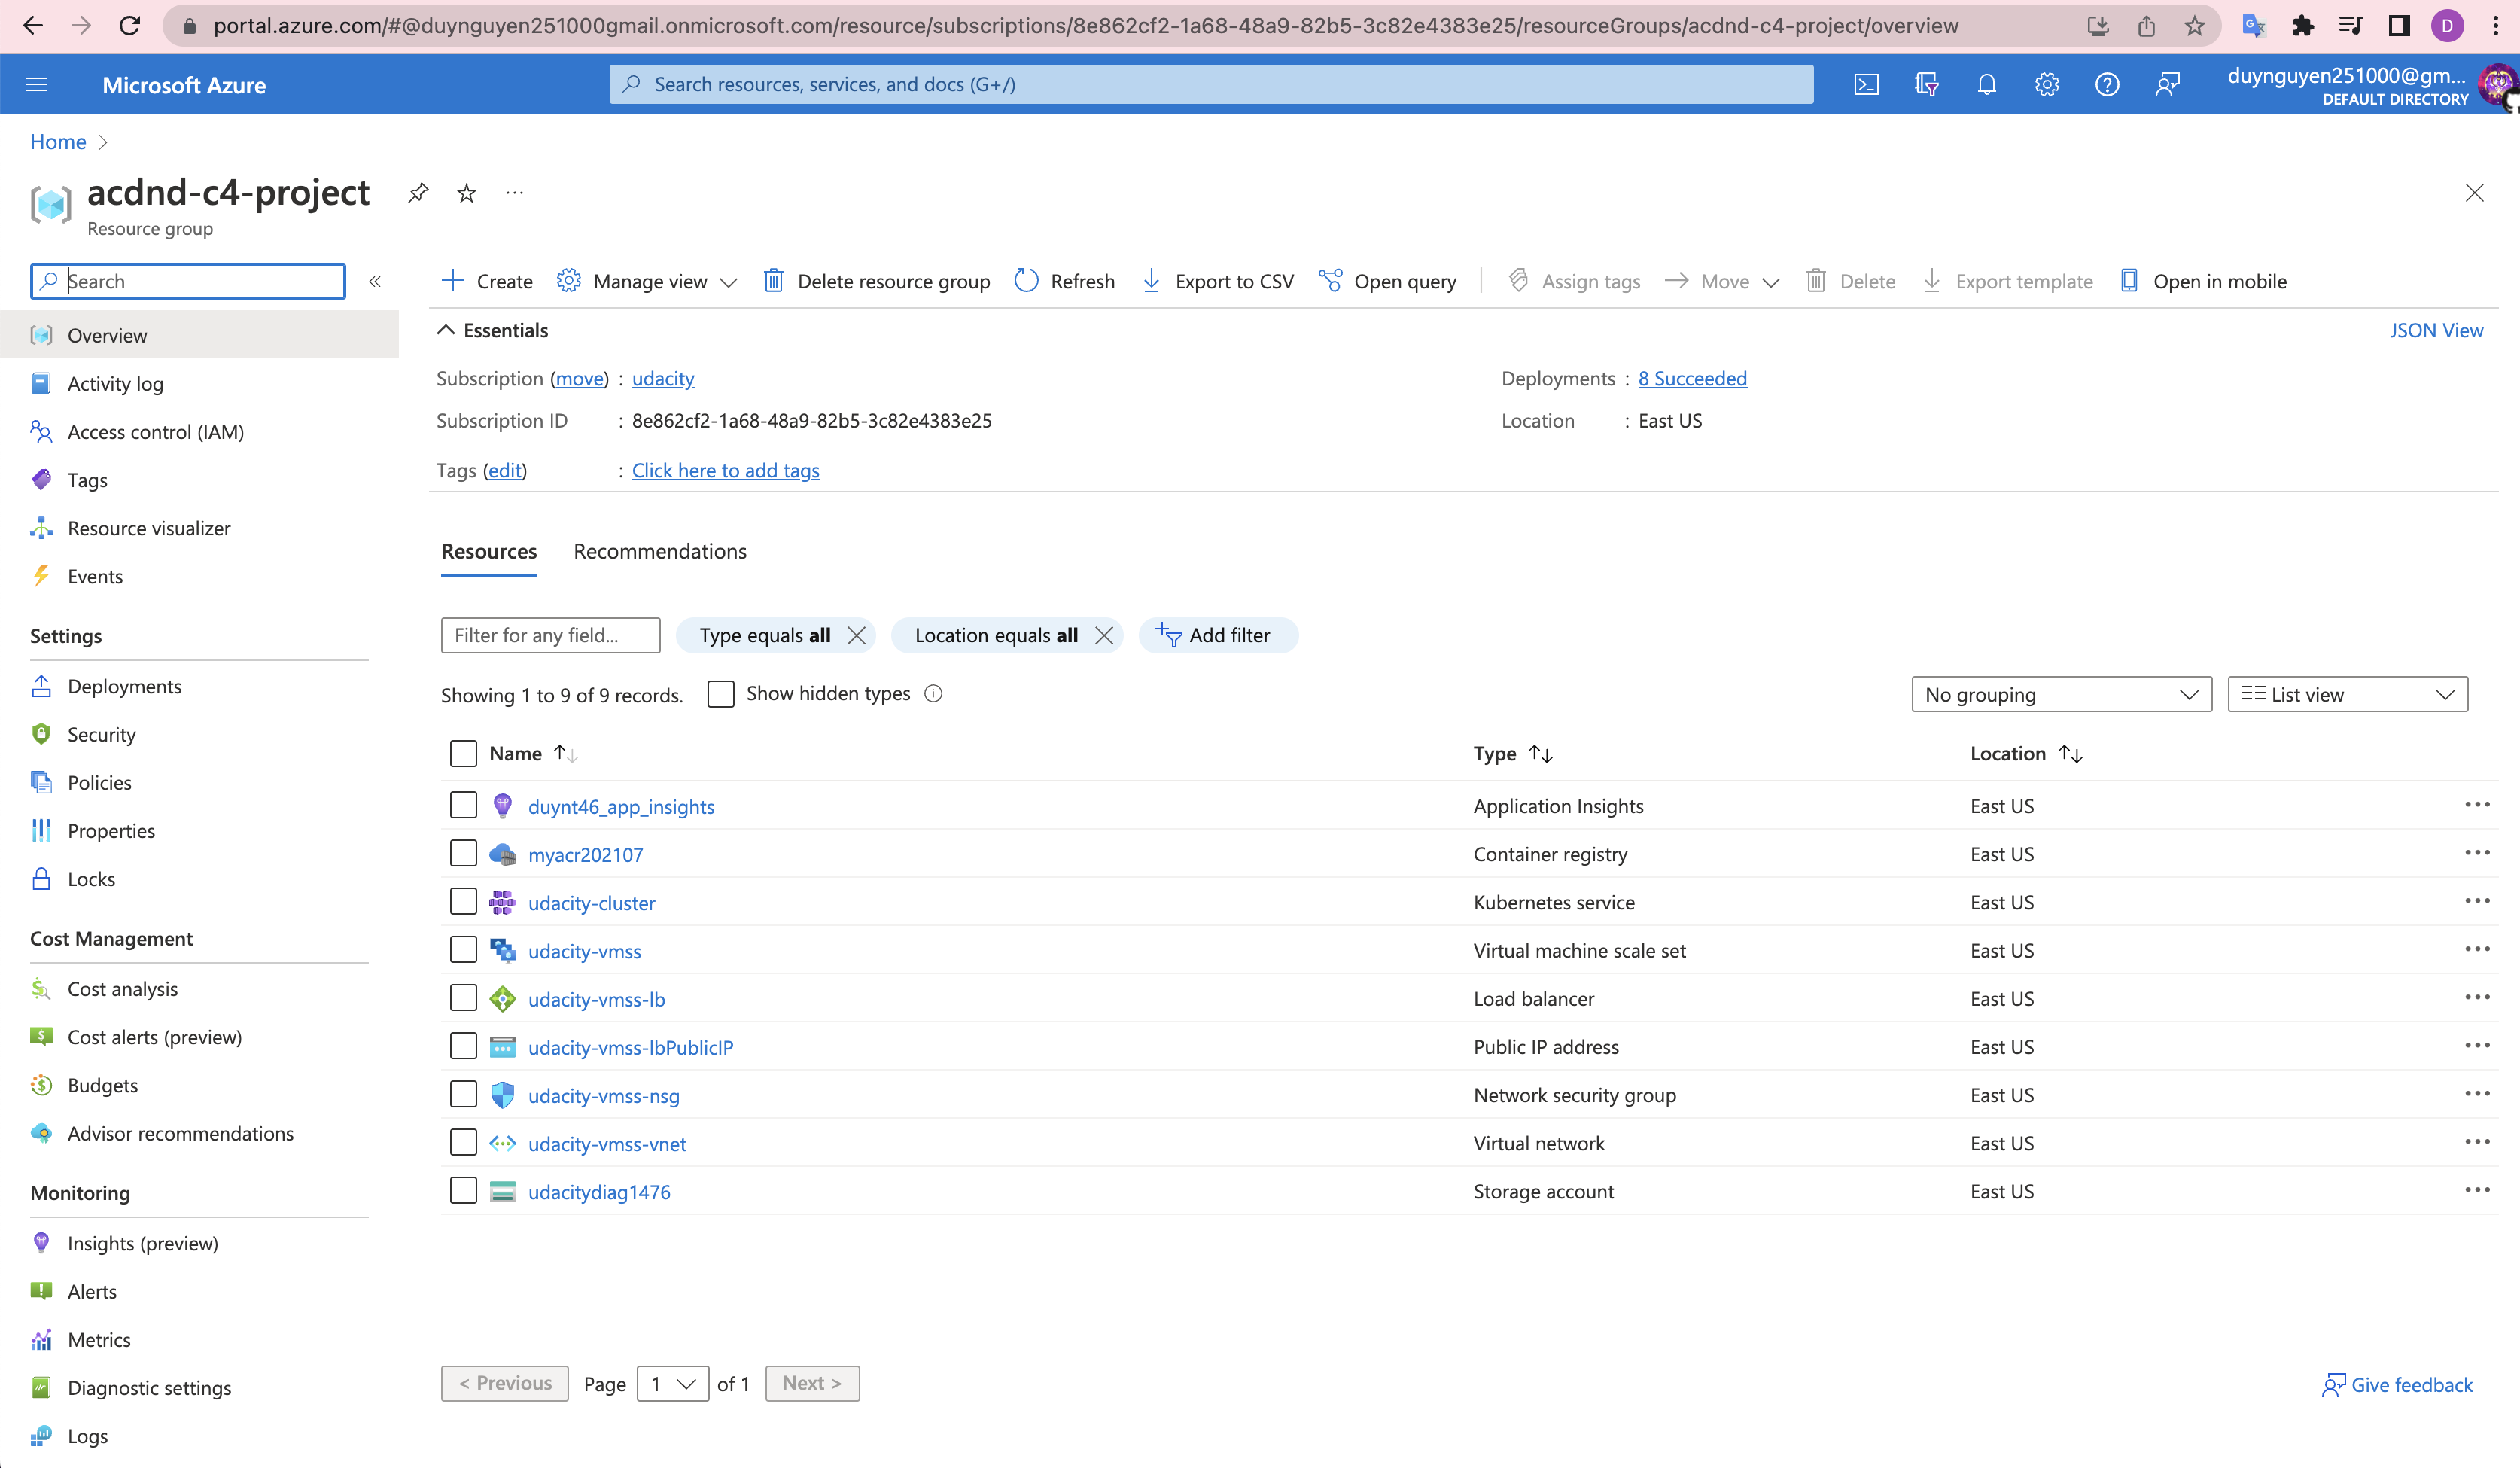 portal.azure.com/#@duynguyen251000gmail.onmicrosoft.com/resource/subscriptions/8e862cf2-1a68-48a9-82b5-3c82e4383e25/resourceGroups/acdnd-c4-project/overview
D
Microsoft Azure
Search resources, services, and docs (G+/)
duynguyen251000@gm...
DEFAULT DIRECTORY
Home
acdnd-c4-project
Resource group
Search
Overview
Activity log
Access control (IAM)
Tags
Resource visualizer
Events
Settings
Deployments
Security
Policies
Properties
Locks
Cost Management
Cost analysis
Cost alerts (preview)
Budgets
Advisor recommendations
Monitoring
Insights (preview)
Alerts
Metrics
Diagnostic settings
Logs
Create Manage view Delete resource group Refresh Export to CSV Open query Assign tags Move Delete Export template Open in mobile
Essentials JSON View
Subscription (move) : udacity Deployments : 8 Succeeded
Subscription ID : 8e862cf2-1a68-48a9-82b5-3c82e4383e25 Location : East US
Tags (edit) : Click here to add tags
Resources Recommendations
Filter for any field... Type equals all Location equals all Add filter
Showing 1 to 9 of 9 records. Show hidden types No grouping List view
Name Type Location
duynt46_app_insights Application Insights East US
myacr202107 Container registry East US
udacity-cluster Kubernetes service East US
udacity-vmss Virtual machine scale set East US
udacity-vmss-lb Load balancer East US
udacity-vmss-lbPublicIP Public IP address East US
udacity-vmss-nsg Network security group East US
udacity-vmss-vnet Virtual network East US
udacitydiag1476 Storage account East US
< Previous Page 1 of 1 Next > Give feedback